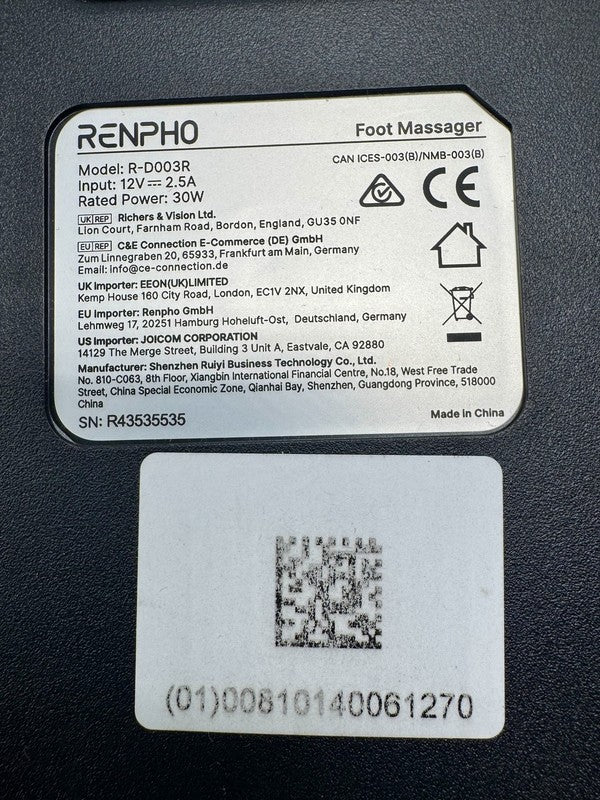 RENPHO
Foot Massager
Model: R-D003R
CAN ICES-003(B)/NMB-003(B)
Input: 12V⎓2.5A
Rated Power: 30W
UK REP Richers & Vision Ltd.
Lion Court, Farnham Road, Bordon, England, GU35 0NF
EU REP C&E Connection E-Commerce (DE) GmbH
Zum Linnegraben 20, 65933, Frankfurt am Main, Germany
Email: info@ce-connection.de
UK Importer: EEON(UK)LIMITED
Kemp House 160 City Road, London, EC1V 2NX, United Kingdom
EU Importer: Renpho GmbH
Lehmweg 17, 20251 Hamburg Hoheluft-Ost, Deutschland, Germany
US Importer: JOICOM CORPORATION
14129 The Merge Street, Building 3 Unit A, Eastvale, CA 92880
Manufacturer: Shenzhen Ruiyi Business Technology Co., Ltd.
No. 810-C063, 8th Floor, Xiangbin International Financial Centre, No.18, West Free Trade
Street, China Special Economic Zone, Qianhai Bay, Shenzhen, Guangdong Province, 518000
China
SN: R43535535
Made in China
CE
(01)00810140061270